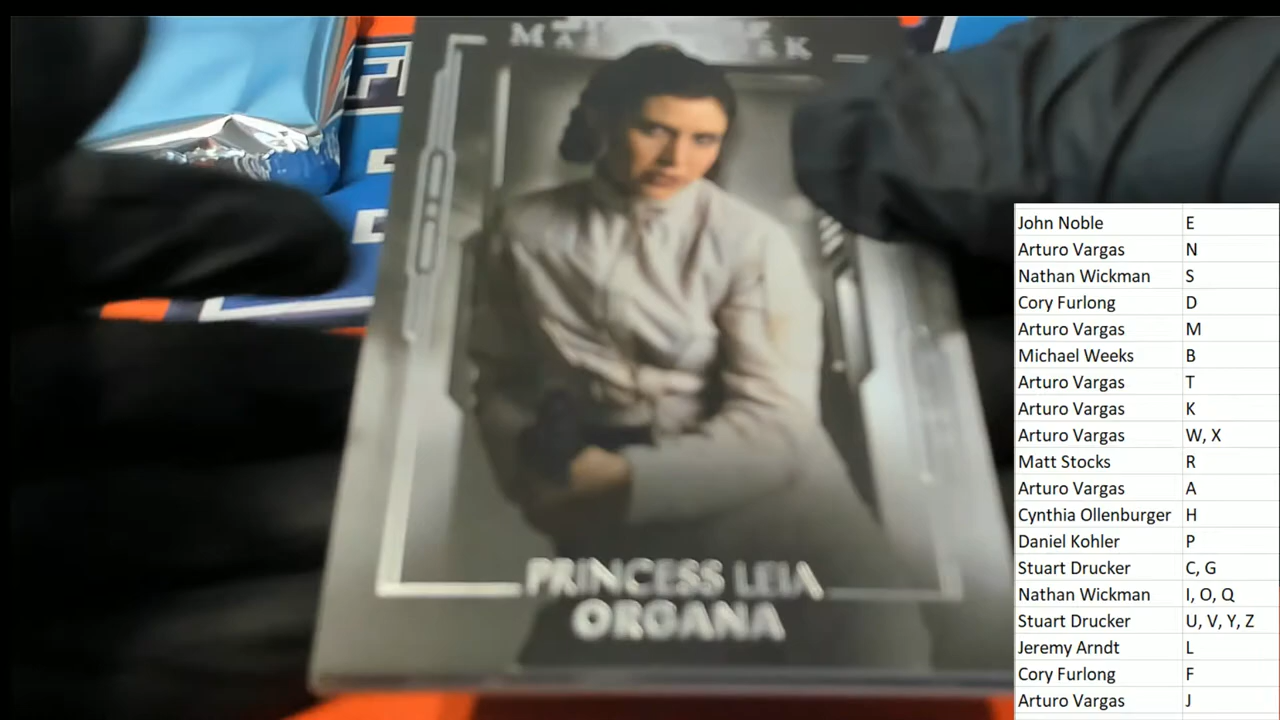 PRINCESS LEIA
ORGANA
John Noble E
Arturo Vargas N
Nathan Wickman S
Cory Furlong D
Arturo Vargas M
Michael Weeks B
Arturo Vargas T
Arturo Vargas K
Arturo Vargas W, X
Matt Stocks R
Arturo Vargas A
Cynthia Ollenburger H
Daniel Kohler P
Stuart Drucker C, G
Nathan Wickman I, O, Q
Stuart Drucker U, V, Y, Z
Jeremy Arndt L
Cory Furlong F
Arturo Vargas J